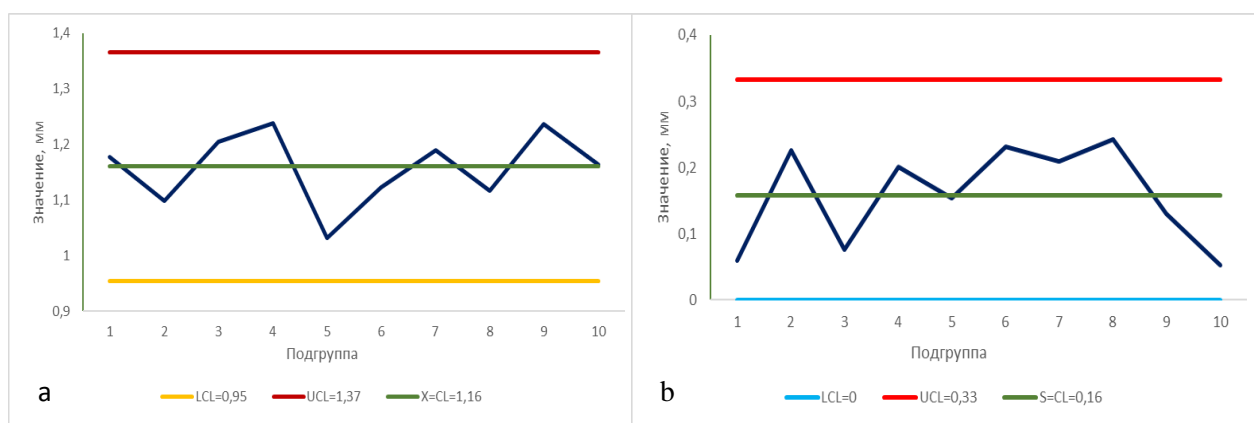 Значение, мм
1,4
1,3
1,2
1,1
1
0,9
1 2 3 4 5 6 7 8 9 10
Подгруппа
a
LCL=0,95 UCL=1,37 X=CL=1,16
Значение, мм
0,4
0,3
0,2
0,1
0
1 2 3 4 5 6 7 8 9 10
Подгруппа
b
LCL=0 UCL=0,33 S=CL=0,16